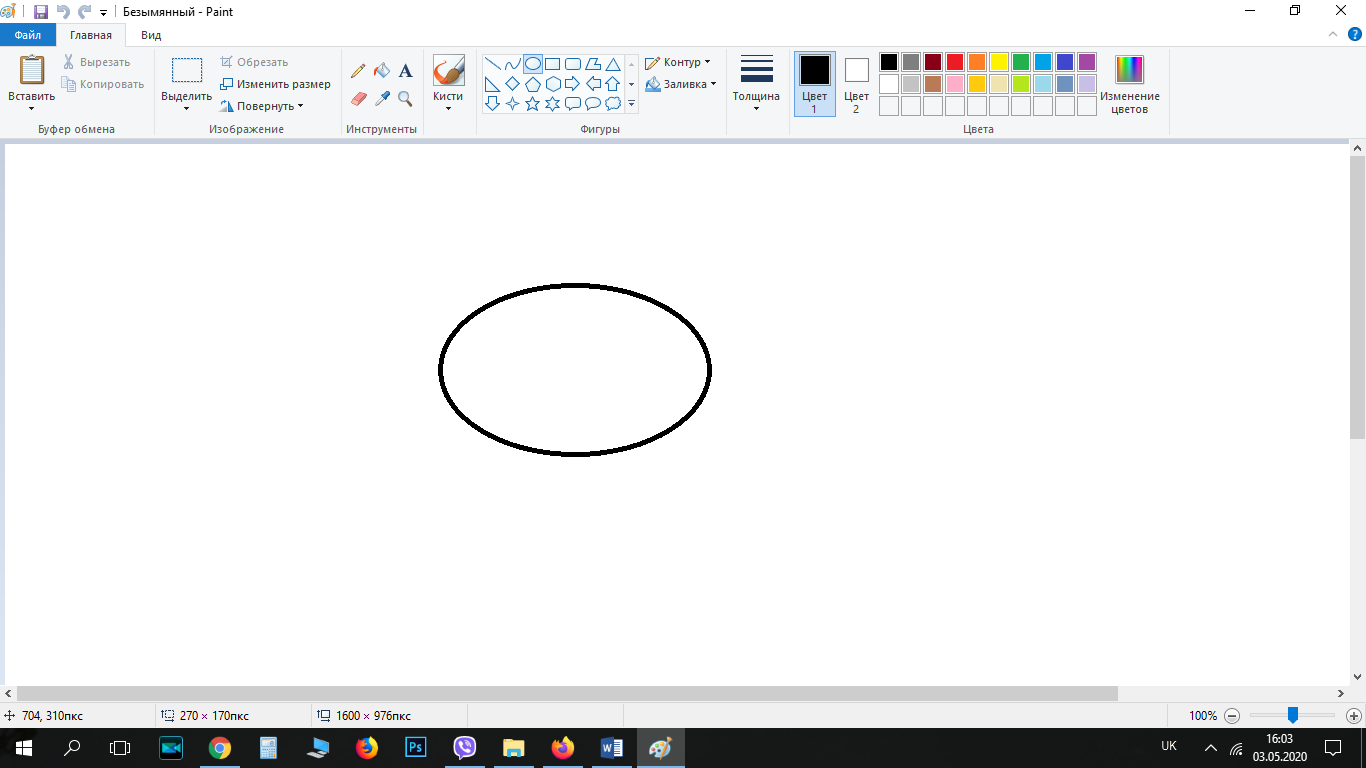 Безымянный - Paint
Файл Главная Вид
Вставить
Вырезать
Копировать
Буфер обмена
Выделить
Обрезать
Изменить размер
Повернуть
Изображение
A
Инструменты
Кисти
Фигуры
Контур
Заливка
Толщина
Цвет
1
Цвет
2
Изменение
цветов
Цвета
704, 310пкс 270 × 170пкс 1600 × 976пкс 100%
Ps
W
UK
16:03
03.05.2020